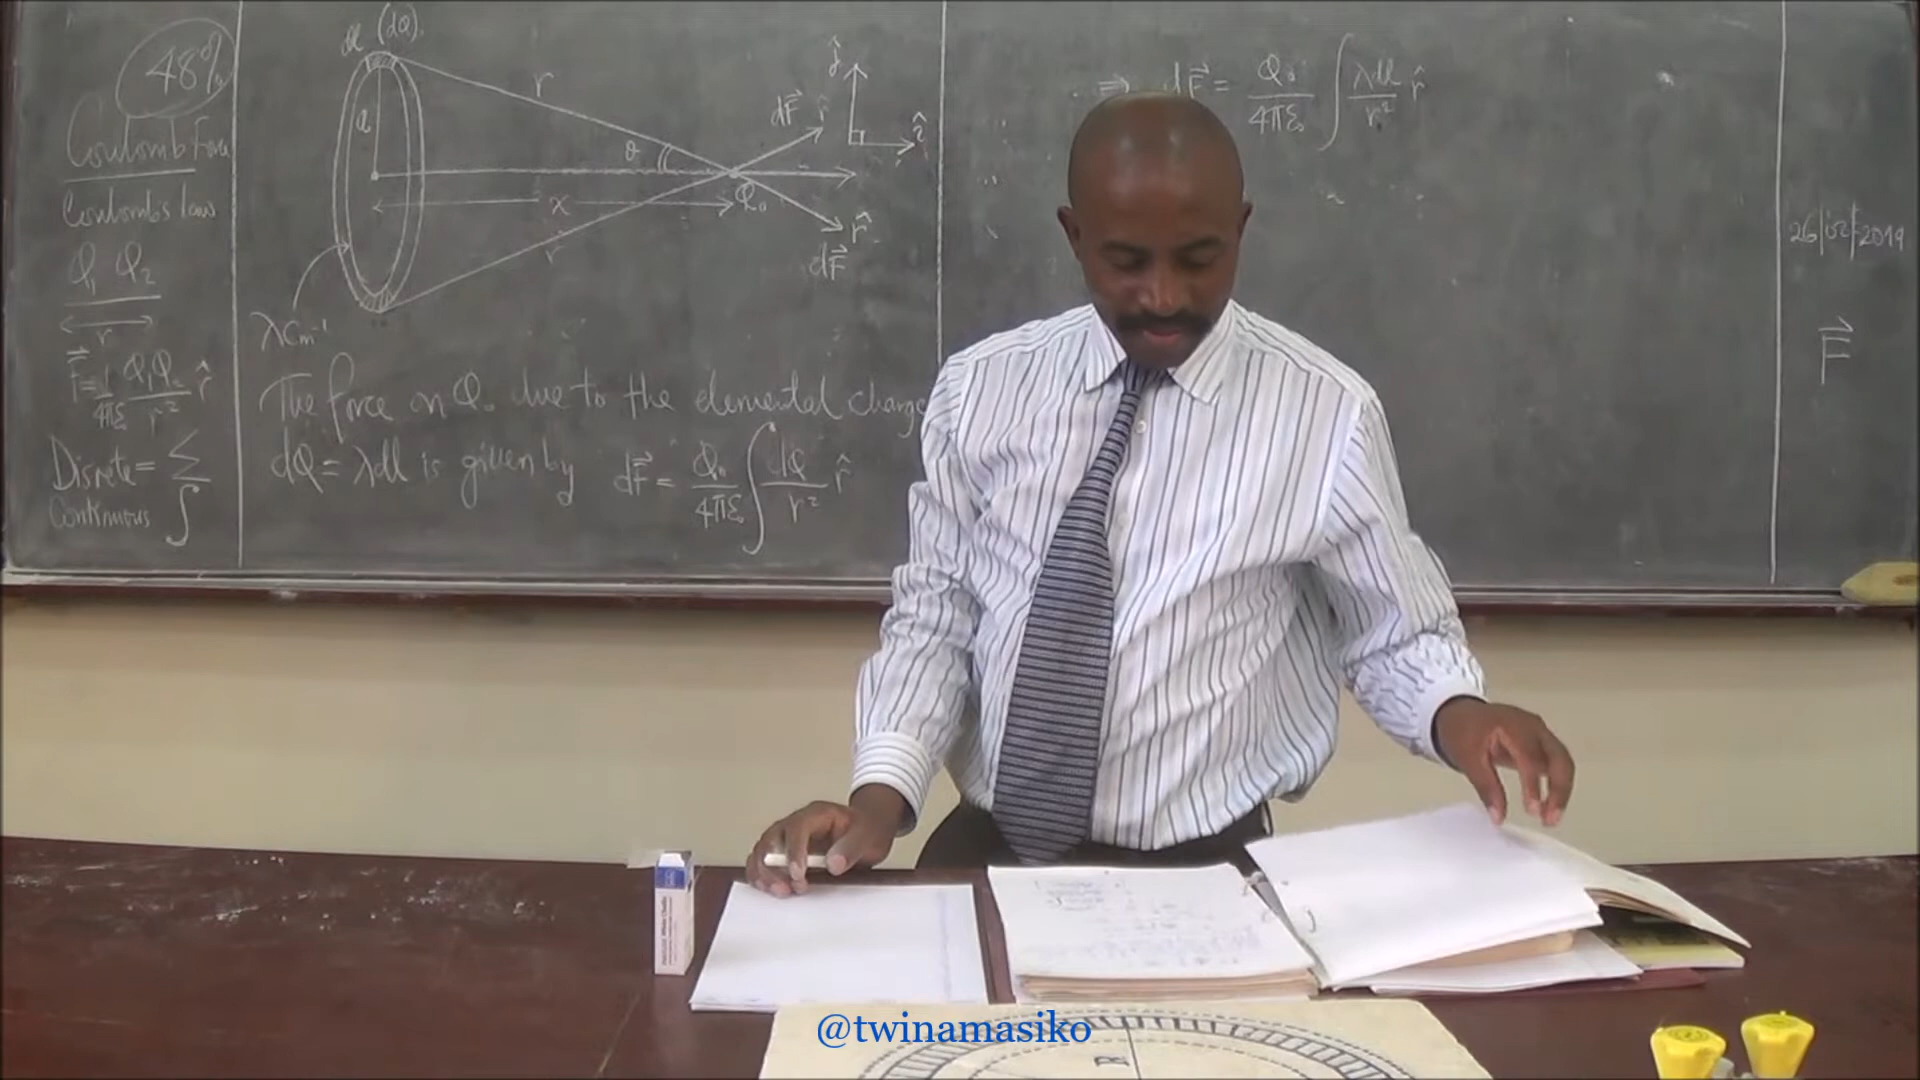 48%
Coulomb Force
Coulomb's law
Q₁ Q₂
r
F⃗ = 1/4πε₀ Q₁Q₂/r² r̂
Discrete = Σ
Continuous ∫
dl (dQ)
a
r
θ
x
Q₀
r
dF⃗ r̂
ĵ
î
r̂
dF⃗
λCm⁻¹
The force on Q₀ due to the elemental charge
dQ = λdl is given by dF⃗ = Q₀/4πε₀ ∫ dQ/r² r̂
⇒ dF⃗ = Q₀/4πε₀ ∫ λdl/r² r̂
26/02/2019
F⃗
R
@twinamasiko